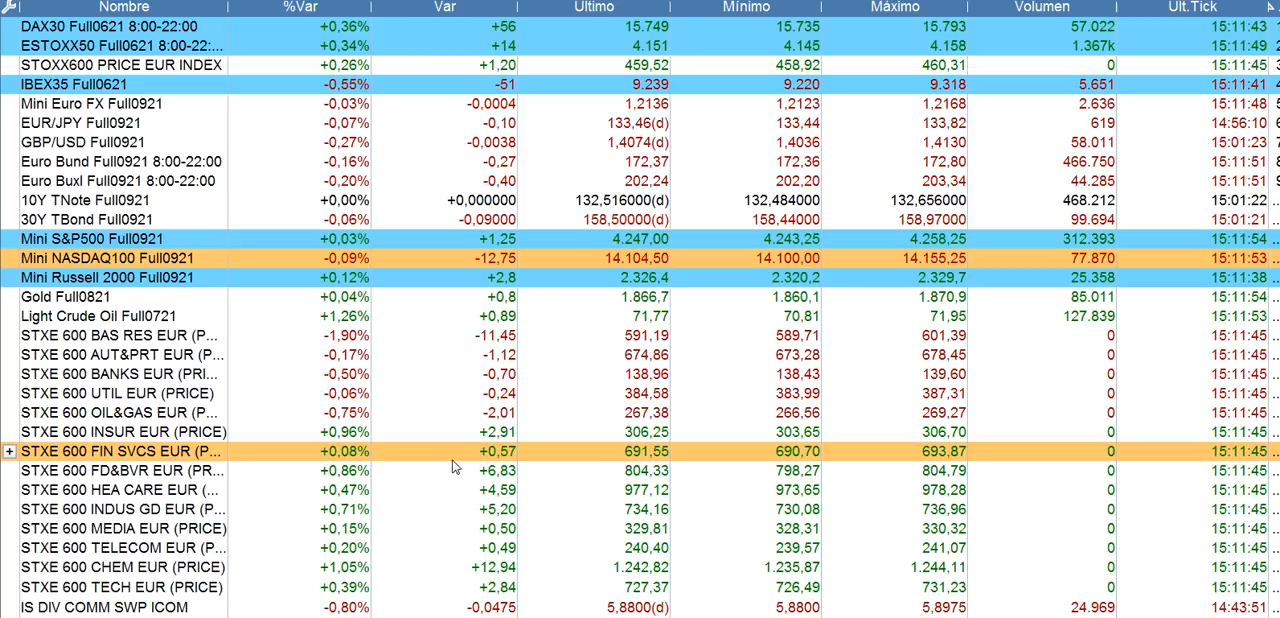 Nombre %Var Var Último Mínimo Máximo Volumen Ult.Tick
DAX30 Full0621 8:00-22:00 +0,36% +56 15.749 15.735 15.793 57.022 15:11:43
ESTOXX50 Full0621 8:00-22:... +0,34% +14 4.151 4.145 4.158 1.367k 15:11:49
STOXX600 PRICE EUR INDEX +0,26% +1,20 459,52 458,92 460,31 0 15:11:45
IBEX35 Full0621 -0,55% -51 9.239 9.220 9.318 5.651 15:11:41
Mini Euro FX Full0921 -0,03% -0,0004 1,2136 1,2123 1,2168 2.636 15:11:48
EUR/JPY Full0921 -0,07% -0,10 133,46(d) 133,44 133,82 619 14:56:10
GBP/USD Full0921 -0,27% -0,0038 1,4074(d) 1,4036 1,4130 58.011 15:01:23
Euro Bund Full0921 8:00-22:00 -0,16% -0,27 172,37 172,36 172,80 466.750 15:11:51
Euro Buxl Full0921 8:00-22:00 -0,20% -0,40 202,24 202,20 203,34 44.285 15:11:51
10Y TNote Full0921 +0,00% +0,000000 132,516000(d) 132,484000 132,656000 468.212 15:01:22
30Y TBond Full0921 -0,06% -0,09000 158,50000(d) 158,44000 158,97000 99.694 15:01:21
Mini S&P500 Full0921 +0,03% +1,25 4.247,00 4.243,25 4.258,25 312.393 15:11:54
Mini NASDAQ100 Full0921 -0,09% -12,75 14.104,50 14.100,00 14.155,25 77.870 15:11:53
Mini Russell 2000 Full0921 +0,12% +2,8 2.326,4 2.320,2 2.329,7 25.358 15:11:38
Gold Full0821 +0,04% +0,8 1.866,7 1.860,1 1.870,9 85.011 15:11:54
Light Crude Oil Full0721 +1,26% +0,89 71,77 70,81 71,95 127.839 15:11:53
STXE 600 BAS RES EUR (P... -1,90% -11,45 591,19 589,71 601,39 0 15:11:45
STXE 600 AUT&PRT EUR (P... -0,17% -1,12 674,86 673,28 678,45 0 15:11:45
STXE 600 BANKS EUR (PRI... -0,50% -0,70 138,96 138,43 139,60 0 15:11:45
STXE 600 UTIL EUR (PRICE) -0,06% -0,24 384,58 383,99 387,31 0 15:11:45
STXE 600 OIL&GAS EUR (P... -0,75% -2,01 267,38 266,56 269,27 0 15:11:45
STXE 600 INSUR EUR (PRICE) +0,96% +2,91 306,25 303,65 306,70 0 15:11:45
STXE 600 FIN SVCS EUR (P... +0,08% +0,57 691,55 690,70 693,87 0 15:11:45
STXE 600 FD&BVR EUR (PR... +0,86% +6,83 804,33 798,27 804,79 0 15:11:45
STXE 600 HEA CARE EUR (... +0,47% +4,59 977,12 973,65 978,28 0 15:11:45
STXE 600 INDUS GD EUR (P... +0,71% +5,20 734,16 730,08 736,96 0 15:11:45
STXE 600 MEDIA EUR (PRICE) +0,15% +0,50 329,81 328,31 330,32 0 15:11:45
STXE 600 TELECOM EUR (P... +0,20% +0,49 240,40 239,57 241,07 0 15:11:45
STXE 600 CHEM EUR (PRICE) +1,05% +12,94 1.242,82 1.235,87 1.244,11 0 15:11:45
STXE 600 TECH EUR (PRICE) +0,39% +2,84 727,37 726,49 731,23 0 15:11:45
IS DIV COMM SWP ICOM -0,80% -0,0475 5,8800(d) 5,8800 5,8975 24.969 14:43:51